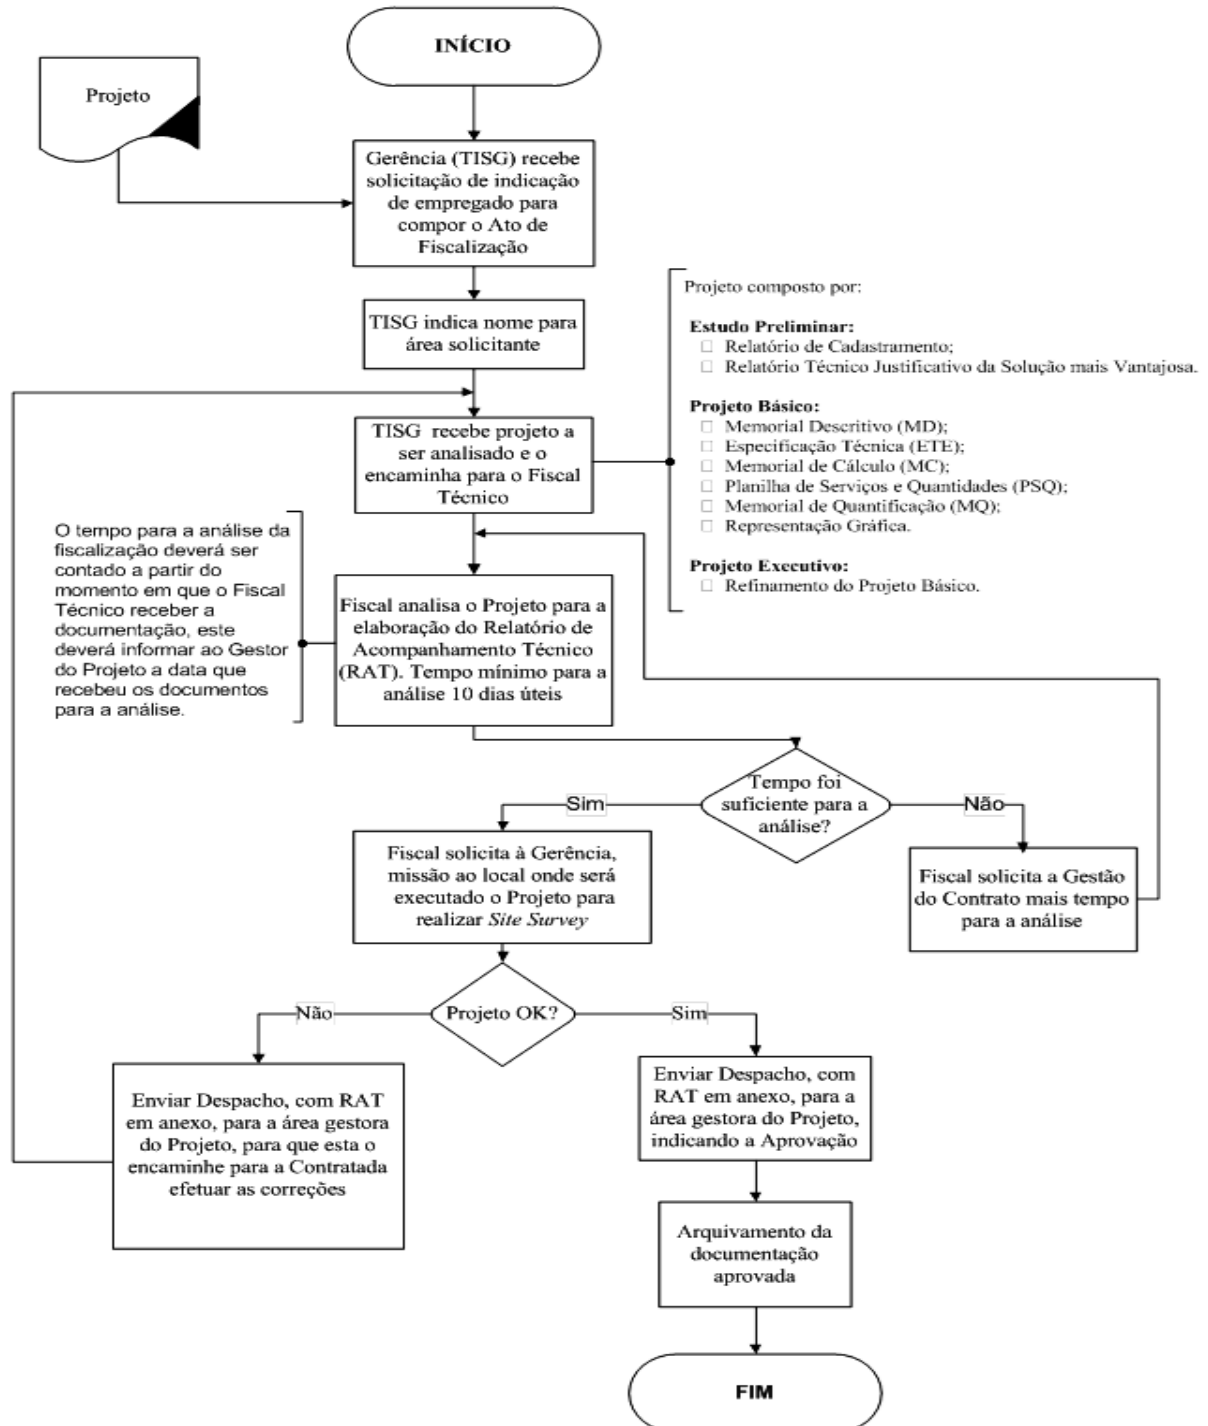 INÍCIO
Projeto
Gerência (TISG) recebe
solicitação de indicação
de empregado para
compor o Ato de
Fiscalização
TISG indica nome para
área solicitante
Projeto composto por:
Estudo Preliminar:
□ Relatório de Cadastramento;
□ Relatório Técnico Justificativo da Solução mais Vantajosa.
Projeto Básico:
□ Memorial Descritivo (MD);
□ Especificação Técnica (ETE);
□ Memorial de Cálculo (MC);
□ Planilha de Serviços e Quantidades (PSQ);
□ Memorial de Quantificação (MQ);
□ Representação Gráfica.
Projeto Executivo:
□ Refinamento do Projeto Básico.
TISG recebe projeto a
ser analisado e o
encaminha para o Fiscal
Técnico
O tempo para a análise da
fiscalização deverá ser
contado a partir do
momento em que o Fiscal
Técnico receber a
documentação, este
deverá informar ao Gestor
do Projeto a data que
recebeu os documentos
para a análise.
Fiscal analisa o Projeto para a
elaboração do Relatório de
Acompanhamento Técnico
(RAT). Tempo mínimo para a
análise 10 dias úteis
Tempo foi
suficiente para a
análise?
Sim
Não
Fiscal solicita à Gerência,
missão ao local onde será
executado o Projeto para
realizar Site Survey
Fiscal solicita a Gestão
do Contrato mais tempo
para a análise
Projeto OK?
Não
Sim
Enviar Despacho, com RAT
em anexo, para a área gestora
do Projeto, para que esta o
encaminhe para a Contratada
efetuar as correções
Enviar Despacho, com
RAT em anexo, para a
área gestora do Projeto,
indicando a Aprovação
Arquivamento da
documentação
aprovada
FIM